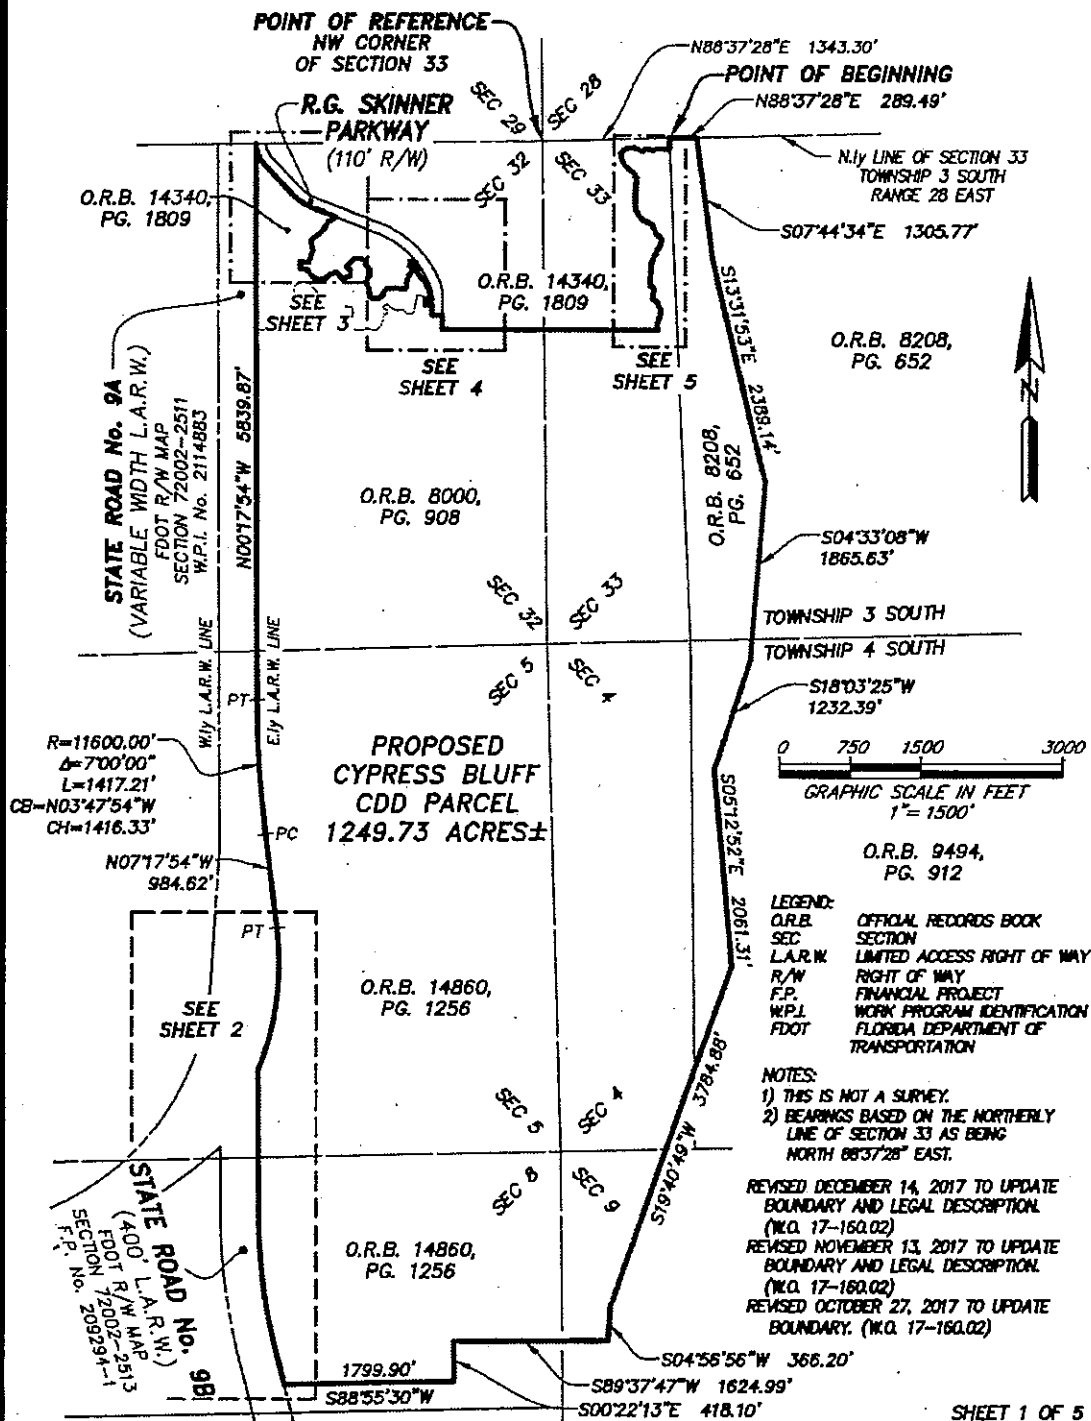 POINT OF REFERENCE
NW CORNER
OF SECTION 33
N88°37'28"E 1343.30'
POINT OF BEGINNING
N88°37'28"E 289.49'
R.G. SKINNER
PARKWAY
(110' R/W)
SEC 29
SEC 28
SEC 32
SEC 33
N.ly LINE OF SECTION 33
TOWNSHIP 3 SOUTH
RANGE 28 EAST
O.R.B. 14340,
PG. 1809
S07°44'34"E 1305.77'
O.R.B. 14340,
PG. 1809
SEE
SHEET 3
SEE
SHEET 4
SEE
SHEET 5
S13°31'53"E 2389.14'
O.R.B. 8208,
PG. 652
N
STATE ROAD No. 9A
(VARIABLE WIDTH L.A.R.W.)
FDOT R/W MAP
SECTION 72002-2511
W.P.I. No. 2114883
N00°17'54"W 5839.87'
O.R.B. 8000,
PG. 908
O.R.B. 8208,
PG. 652
S04°33'08"W
1865.63'
SEC 32
SEC 33
TOWNSHIP 3 SOUTH
TOWNSHIP 4 SOUTH
SEC 5
SEC 4
W.ly L.A.R.W. LINE
E.ly L.A.R.W. LINE
PT
S18°03'25"W
1232.39'
R=11600.00'
Δ=7°00'00"
L=1417.21'
CB=N03°47'54"W
CH=1416.33'
PROPOSED
CYPRESS BLUFF
CDD PARCEL
1249.73 ACRES±
0 750 1500 3000
GRAPHIC SCALE IN FEET
1"= 1500'
PC
S05°12'52"E 2061.31'
N07°17'54"W
984.62'
O.R.B. 9494,
PG. 912
PT
LEGEND:
O.R.B. OFFICIAL RECORDS BOOK
SEC SECTION
L.A.R.W. LIMITED ACCESS RIGHT OF WAY
R/W RIGHT OF WAY
F.P. FINANCIAL PROJECT
W.P.I. WORK PROGRAM IDENTIFICATION
FDOT FLORIDA DEPARTMENT OF
TRANSPORTATION
SEE
SHEET 2
O.R.B. 14860,
PG. 1256
S19°40'49"W 3784.88'
NOTES:
1) THIS IS NOT A SURVEY.
2) BEARINGS BASED ON THE NORTHERLY
LINE OF SECTION 33 AS BEING
NORTH 88°37'28" EAST.
SEC 5
SEC 4
SEC 8
SEC 9
STATE ROAD No. 9B
(400' L.A.R.W.)
FDOT R/W MAP
SECTION 72002-2513
F.P. No. 209294-1
O.R.B. 14860,
PG. 1256
REVISED DECEMBER 14, 2017 TO UPDATE
BOUNDARY AND LEGAL DESCRIPTION.
(W.O. 17-160.02)
REVISED NOVEMBER 13, 2017 TO UPDATE
BOUNDARY AND LEGAL DESCRIPTION.
(W.O. 17-160.02)
REVISED OCTOBER 27, 2017 TO UPDATE
BOUNDARY. (W.O. 17-160.02)
S04°56'56"W 366.20'
S89°37'47"W 1624.99'
S00°22'13"E 418.10'
1799.90'
S88°55'30"W
SHEET 1 OF 5